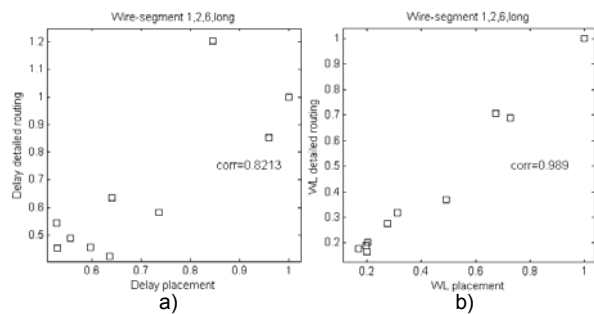 Wire-segment 1,2,6,long
1.2
1.1
1
0.9
0.8
0.7
0.6
0.5
Delay detailed routing
corr=0.8213
0.6 0.7 0.8 0.9 1
Delay placement
a)
Wire-segment 1,2,6,long
1
0.9
0.8
0.7
0.6
0.5
0.4
0.3
0.2
WL detailed routing
corr=0.989
0.2 0.4 0.6 0.8 1
WL placement
b)